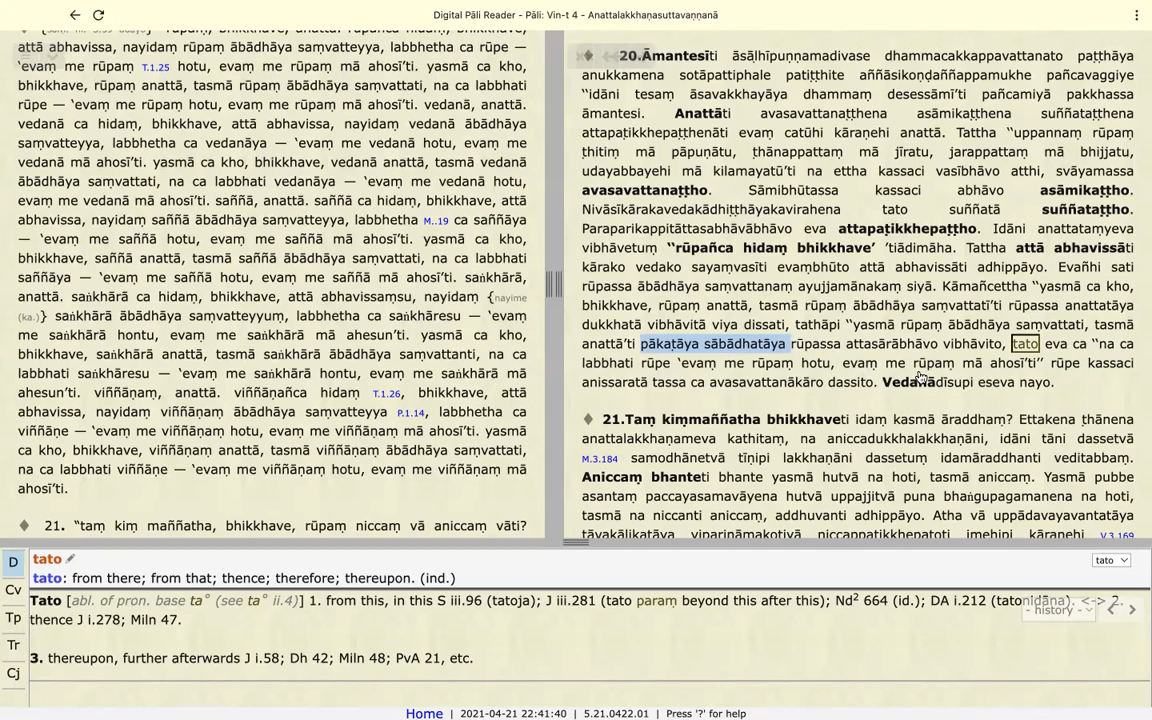 Digital Pāli Reader - Pāli: Vin-t 4 - Anattalakkhaṇasuttavaṇṇanā
attā abhavissa, nayidaṃ rūpaṃ ābādhāya saṃvatteyya, labbhetha ca rūpe —
‘evaṃ me rūpaṃ T.1.25 hotu, evaṃ me rūpaṃ mā ahosī’ti. yasmā ca kho,
bhikkhave, rūpaṃ anattā, tasmā rūpaṃ ābādhāya saṃvattati, na ca labbhati
rūpe — ‘evaṃ me rūpaṃ hotu, evaṃ me rūpaṃ mā ahosī’ti. vedanā, anattā.
vedanā ca hidaṃ, bhikkhave, attā abhavissa, nayidaṃ vedanā ābādhāya
saṃvatteyya, labbhetha ca vedanāya — ‘evaṃ me vedanā hotu, evaṃ me
vedanā mā ahosī’ti. yasmā ca kho, bhikkhave, vedanā anattā, tasmā vedanā
ābādhāya saṃvattati, na ca labbhati vedanāya — ‘evaṃ me vedanā hotu,
evaṃ me vedanā mā ahosī’ti. saññā, anattā. saññā ca hidaṃ, bhikkhave, attā
abhavissa, nayidaṃ saññā ābādhāya saṃvatteyya, labbhetha M..19 ca saññāya
— ‘evaṃ me saññā hotu, evaṃ me saññā mā ahosī’ti. yasmā ca kho,
bhikkhave, saññā anattā, tasmā saññā ābādhāya saṃvattati, na ca labbhati
saññāya — ‘evaṃ me saññā hotu, evaṃ me saññā mā ahosī’ti. saṅkhārā,
anattā. saṅkhārā ca hidaṃ, bhikkhave, attā abhavissaṃsu, nayidaṃ {nayime
(ka.)} saṅkhārā ābādhāya saṃvatteyyuṃ, labbhetha ca saṅkhāresu — ‘evaṃ
me saṅkhārā hontu, evaṃ me saṅkhārā mā ahesun’ti. yasmā ca kho,
bhikkhave, saṅkhārā anattā, tasmā saṅkhārā ābādhāya saṃvattanti, na ca
labbhati saṅkhāresu — ‘evaṃ me saṅkhārā hontu, evaṃ me saṅkhārā mā
ahesun’ti. viññāṇaṃ, anattā. viññāṇañca hidaṃ T.1.26, bhikkhave, attā
abhavissa, nayidaṃ viññāṇaṃ ābādhāya saṃvatteyya P.1.14, labbhetha ca
viññāṇe — ‘evaṃ me viññāṇaṃ hotu, evaṃ me viññāṇaṃ mā ahosī’ti. yasmā
ca kho, bhikkhave, viññāṇaṃ anattā, tasmā viññāṇaṃ ābādhāya saṃvattati,
na ca labbhati viññāṇe — ‘evaṃ me viññāṇaṃ hotu, evaṃ me viññāṇaṃ mā
ahosī’ti.
21. “taṃ kiṃ maññatha, bhikkhave, rūpaṃ niccaṃ vā aniccaṃ vāti?
20.Āmantesīti āsāḷhīpuṇṇamadivase dhammacakkappavattanato paṭṭhāya
anukkamena sotāpattiphale patiṭṭhite aññāsikoṇḍaññappamukhe pañcavaggiye
‘‘idāni tesaṃ āsavakkhayāya dhammaṃ desessāmī’ti pañcamiyā pakkhassa
āmantesi. Anattāti avasavattanaṭṭhena asāmikaṭṭhena suññataṭṭhena
attapaṭikkhepaṭṭhenāti evaṃ catūhi kāraṇehi anattā. Tattha ‘‘uppannaṃ rūpaṃ
ṭhitiṃ mā pāpuṇātu, ṭhānappattaṃ mā jīratu, jarappattaṃ mā bhijjatu,
udayabbayehi mā kilamayatū’ti na ettha kassaci vasībhāvo atthi, svāyamassa
avasavattanaṭṭho. Sāmibhūtassa kassaci abhāvo asāmikaṭṭho.
Nivāsīkārakavedakādhiṭṭhāyakavirahena tato suññatā suññataṭṭho.
Paraparikappitāttasabhāvābhāvo eva attapaṭikkhepaṭṭho. Idāni anattataṃyeva
vibhāvetuṃ ‘‘rūpañca hidaṃ bhikkhave’ ’tiādimāha. Tattha attā abhavissāti
kārako vedako sayaṃvasīti evaṃbhūto attā abhavissāti adhippāyo. Evañhi sati
rūpassa ābādhāya saṃvattanaṃ ayujjamānakaṃ siyā. Kāmañcettha ‘‘yasmā ca kho,
bhikkhave, rūpaṃ anattā, tasmā rūpaṃ ābādhāya saṃvattatī’ti rūpassa anattatāya
dukkhatā vibhāvitā viya dissati, tathāpi ‘‘yasmā rūpaṃ ābādhāya saṃvattati, tasmā
anattā’ti pākaṭāya sābādhatāya rūpassa attasārābhāvo vibhāvito, tato eva ca ‘‘na ca
labbhati rūpe ‘evaṃ me rūpaṃ hotu, evaṃ me rūpaṃ mā ahosī’ti’’ rūpe kassaci
anissaratā tassa ca avasavattanākāro dassito. Vedanādīsupi eseva nayo.
21.Taṃ kiṃmaññatha bhikkhaveti idaṃ kasmā āraddhaṃ? Ettakena ṭhānena
anattalakkhaṇameva kathitaṃ, na aniccadukkhalakkhaṇāni, idāni tāni dassetvā
M.3.184 samodhānetvā tīṇipi lakkhaṇāni dassetuṃ idamāraddhanti veditabbaṃ.
Aniccaṃ bhanteti bhante yasmā hutvā na hoti, tasmā aniccaṃ. Yasmā pubbe
asantaṃ paccayasamavāyena hutvā uppajjitvā puna bhaṅgupagamanena na hoti,
tasmā na niccanti aniccaṃ, addhuvanti adhippāyo. Atha vā uppādavayavantatāya
tāvakālikatāya vipariṇāmakoṭiyā niccappaṭikkhepatoti imehipi kāraṇehi V.3.169
D
Cv
Tp
Tr
Cj
tato
tato
tato: from there; from that; thence; therefore; thereupon. (ind.)
Tato [abl. of pron. base ta° (see ta° ii.4)] 1. from this, in this S iii.96 (tatoja); J iii.281 (tato paraṃ beyond this after this); Nd2 664 (id.); DA i.212 (tatonidāna). <-> 2.
thence J i.278; Miln 47.
- history -
3. thereupon, further afterwards J i.58; Dh 42; Miln 48; PvA 21, etc.
Home | 2021-04-21 22:41:40 | 5.21.0422.01 | Press '?' for help